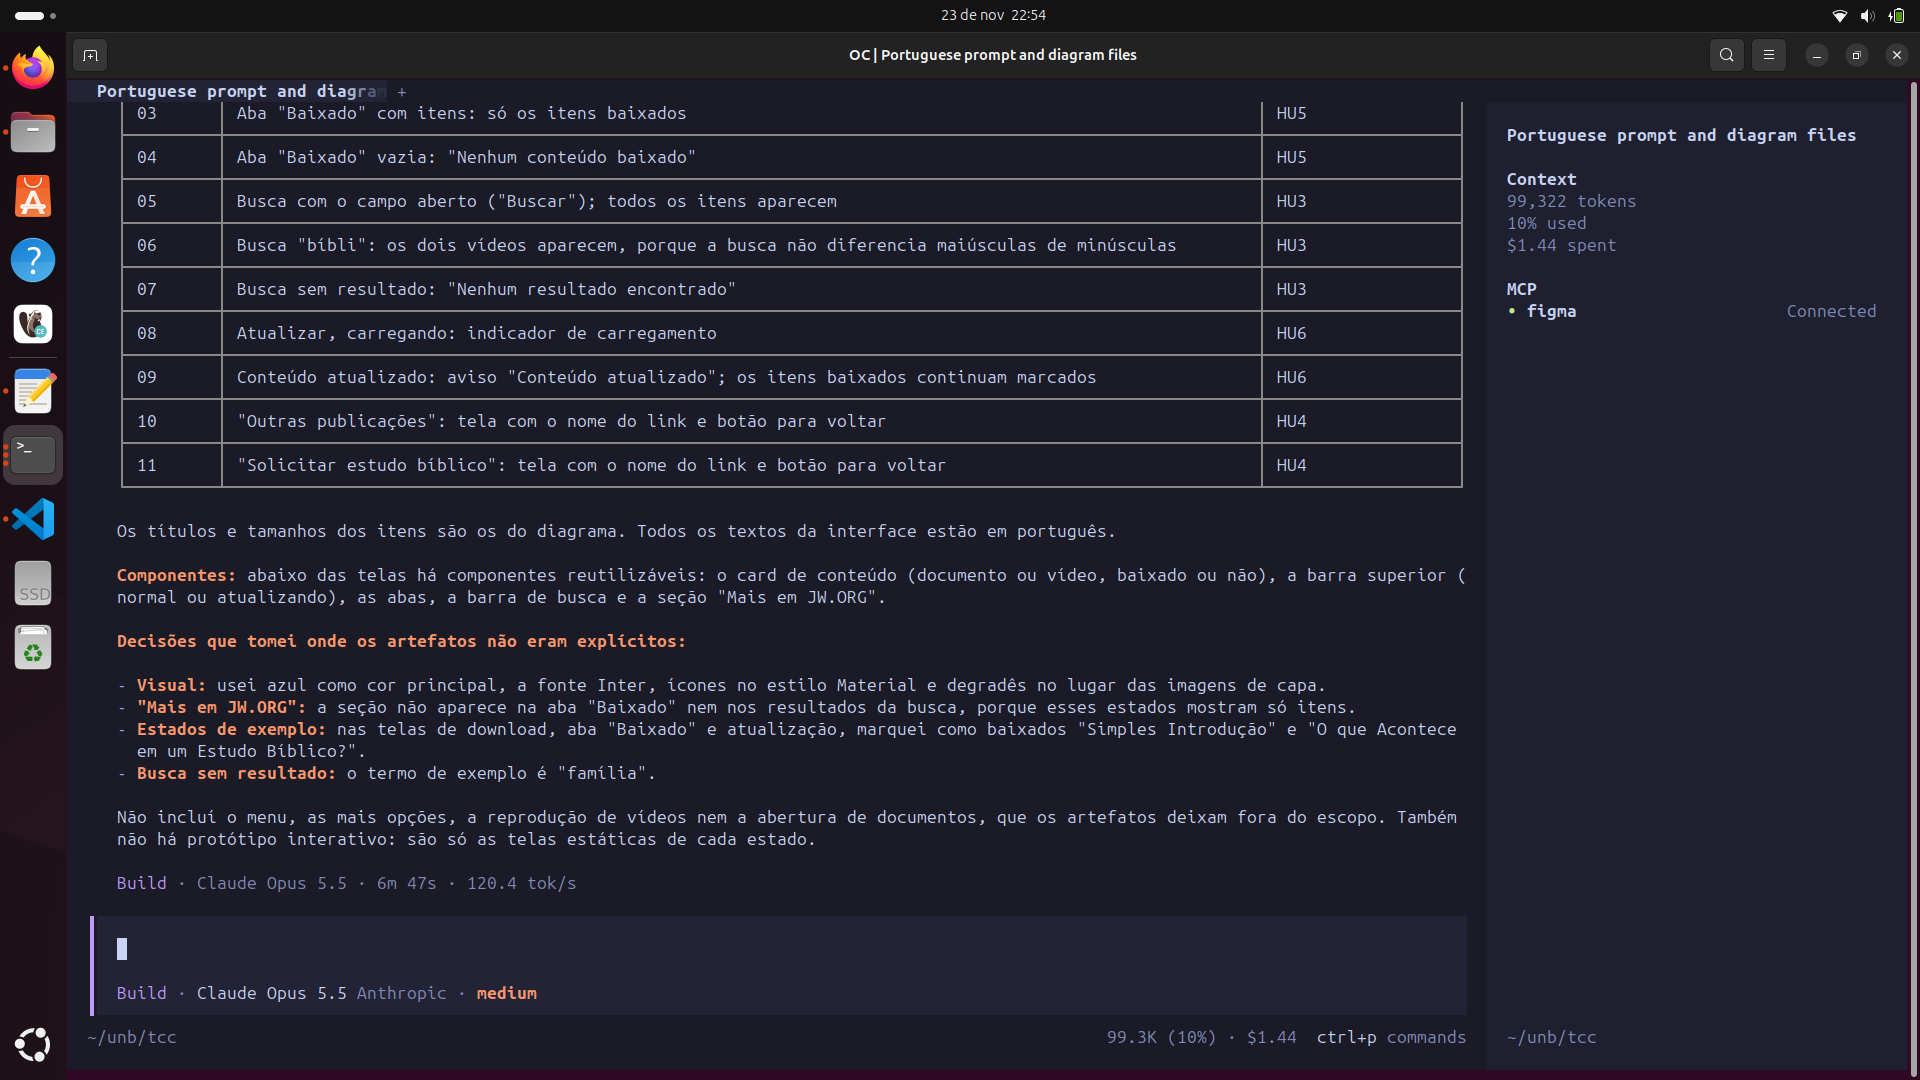 23 de nov 22:54
OC | Portuguese prompt and diagram files
Portuguese prompt and diagram +
03 Aba "Baixado" com itens: só os itens baixados HU5
04 Aba "Baixado" vazia: "Nenhum conteúdo baixado" HU5
05 Busca com o campo aberto ("Buscar"); todos os itens aparecem HU3
06 Busca "bíbli": os dois vídeos aparecem, porque a busca não diferencia maiúsculas de minúsculas HU3
07 Busca sem resultado: "Nenhum resultado encontrado" HU3
08 Atualizar, carregando: indicador de carregamento HU6
09 Conteúdo atualizado: aviso "Conteúdo atualizado"; os itens baixados continuam marcados HU6
10 "Outras publicações": tela com o nome do link e botão para voltar HU4
11 "Solicitar estudo bíblico": tela com o nome do link e botão para voltar HU4
Os títulos e tamanhos dos itens são os do diagrama. Todos os textos da interface estão em português.
Componentes: abaixo das telas há componentes reutilizáveis: o card de conteúdo (documento ou vídeo, baixado ou não), a barra superior (
normal ou atualizando), as abas, a barra de busca e a seção "Mais em JW.ORG".
Decisões que tomei onde os artefatos não eram explícitos:
- Visual: usei azul como cor principal, a fonte Inter, ícones no estilo Material e degradês no lugar das imagens de capa.
- "Mais em JW.ORG": a seção não aparece na aba "Baixado" nem nos resultados da busca, porque esses estados mostram só itens.
- Estados de exemplo: nas telas de download, aba "Baixado" e atualização, marquei como baixados "Simples Introdução" e "O que Acontece
em um Estudo Bíblico?".
- Busca sem resultado: o termo de exemplo é "família".
Não incluí o menu, as mais opções, a reprodução de vídeos nem a abertura de documentos, que os artefatos deixam fora do escopo. Também
não há protótipo interativo: são só as telas estáticas de cada estado.
Build · Claude Opus 5.5 · 6m 47s · 120.4 tok/s
Build · Claude Opus 5.5 Anthropic · medium
~/unb/tcc 99.3K (10%) · $1.44 ctrl+p commands
Portuguese prompt and diagram files
Context
99,322 tokens
10% used
$1.44 spent
MCP
• figma Connected
~/unb/tcc
SSD